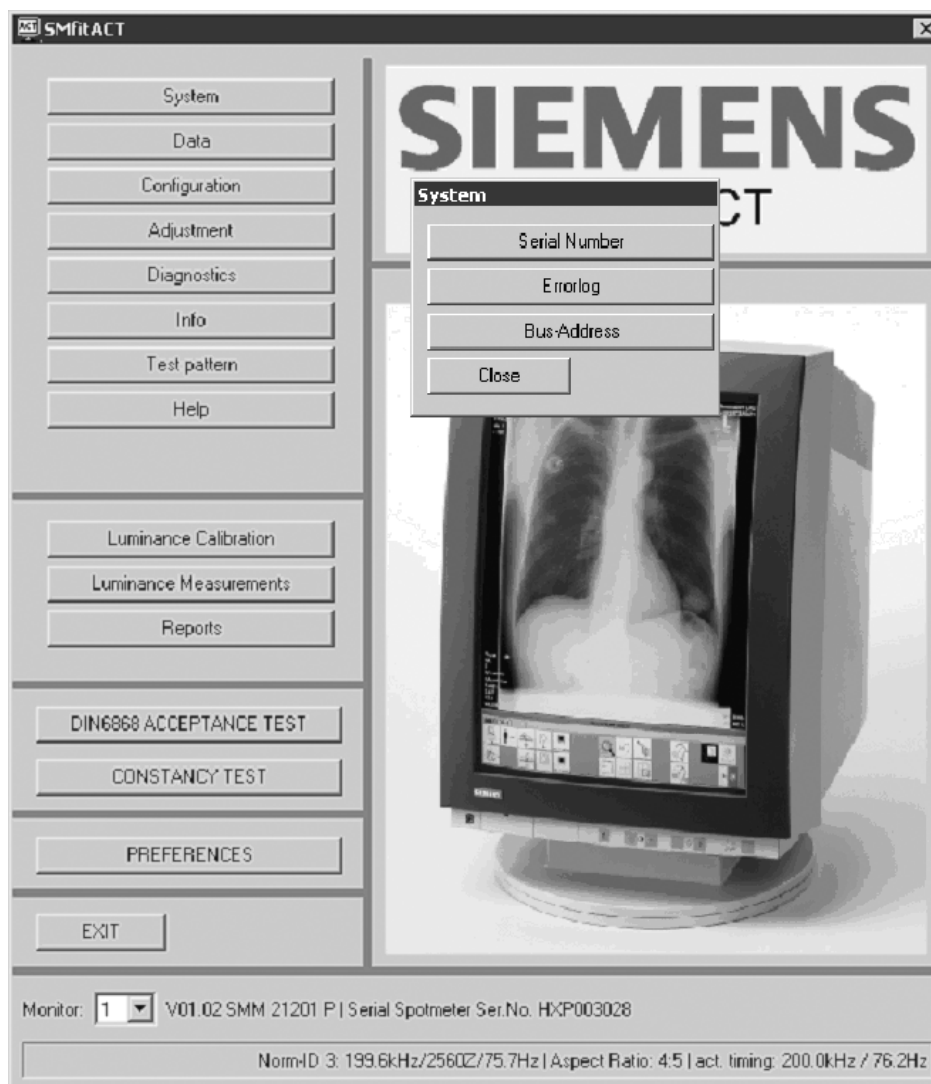 SMfitACT
System
Data
Configuration
Adjustment
Diagnostics
Info
Test pattern
Help
Luminance Calibration
Luminance Measurements
Reports
DIN6868 ACCEPTANCE TEST
CONSTANCY TEST
PREFERENCES
EXIT
SIEMENS
CT
System
Serial Number
Errorlog
Bus-Address
Close
SIEMENS
Monitor: 1 V01.02 SMM 21201 P | Serial Spotmeter Ser.No. HXP003028
Norm-ID 3: 199.6kHz/2560Z/75.7Hz | Aspect Ratio: 4:5 | act. timing: 200.0kHz / 76.2Hz